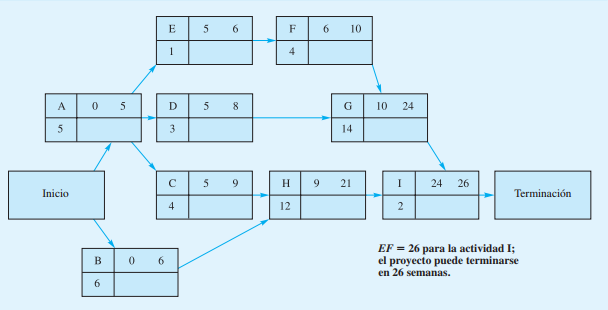 E 5 6
1
F 6 10
4
A 0 5
5
D 5 8
3
G 10 24
14
Inicio
C 5 9
4
H 9 21
12
I 24 26
2
Terminación
B 0 6
6
EF = 26 para la actividad I;
el proyecto puede terminarse
en 26 semanas.